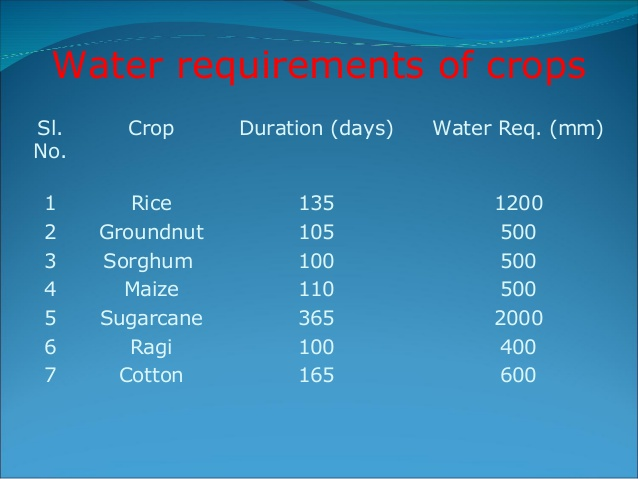 Water requirements of crops
Sl. No. Crop Duration (days) Water Req. (mm)
1 Rice 135 1200
2 Groundnut 105 500
3 Sorghum 100 500
4 Maize 110 500
5 Sugarcane 365 2000
6 Ragi 100 400
7 Cotton 165 600